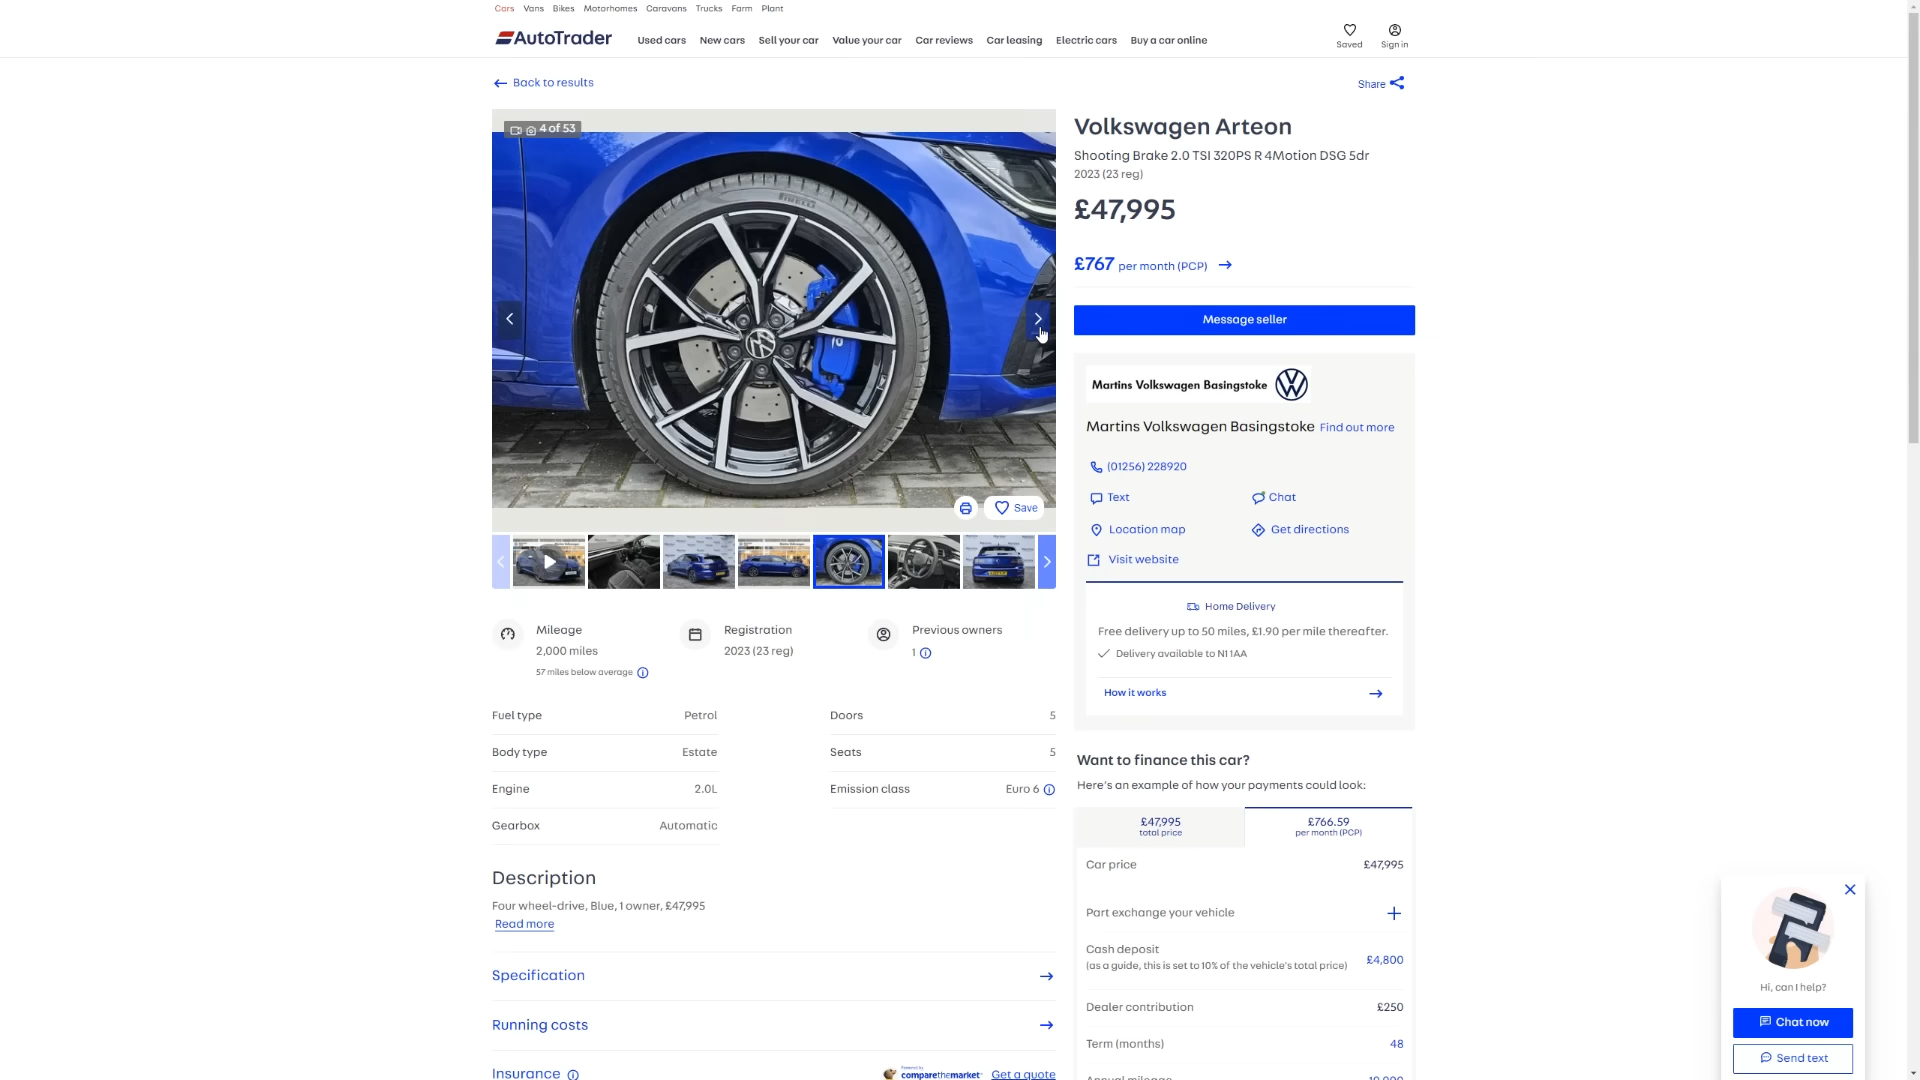 Cars Vans Bikes Motorhomes Caravans Trucks Farm Plant
AutoTrader Used cars New cars Sell your car Value your car Car reviews Car leasing Electric cars Buy a car online Saved Sign in
Back to results
Share
4 of 53
PIRELLI
Save
Volkswagen Arteon
Shooting Brake 2.0 TSI 320PS R 4Motion DSG 5dr
2023 (23 reg)
£47,995
£767 per month (PCP)
Message seller
Martins Volkswagen Basingstoke
Martins Volkswagen Basingstoke Find out more
(01256) 228920
Text Chat
Location map Get directions
Visit website
Home Delivery
Free delivery up to 50 miles, £1.90 per mile thereafter.
Delivery available to N1 1AA
How it works
Mileage
2,000 miles
57 miles below average
Registration
2023 (23 reg)
Previous owners
1
Fuel type Petrol
Body type Estate
Engine 2.0L
Gearbox Automatic
Doors 5
Seats 5
Emission class Euro 6
Description
Four wheel-drive, Blue, 1 owner, £47,995
Read more
Specification
Running costs
Insurance
comparethemarket Get a quote
Want to finance this car?
Here's an example of how your payments could look:
£47,995
total price
£766.59
per month (PCP)
Car price £47,995
Part exchange your vehicle
Cash deposit
(as a guide, this is set to 10% of the vehicle's total price) £4,800
Dealer contribution £250
Term (months) 48
Annual mileage 10,000
Hi, can I help?
Chat now
Send text